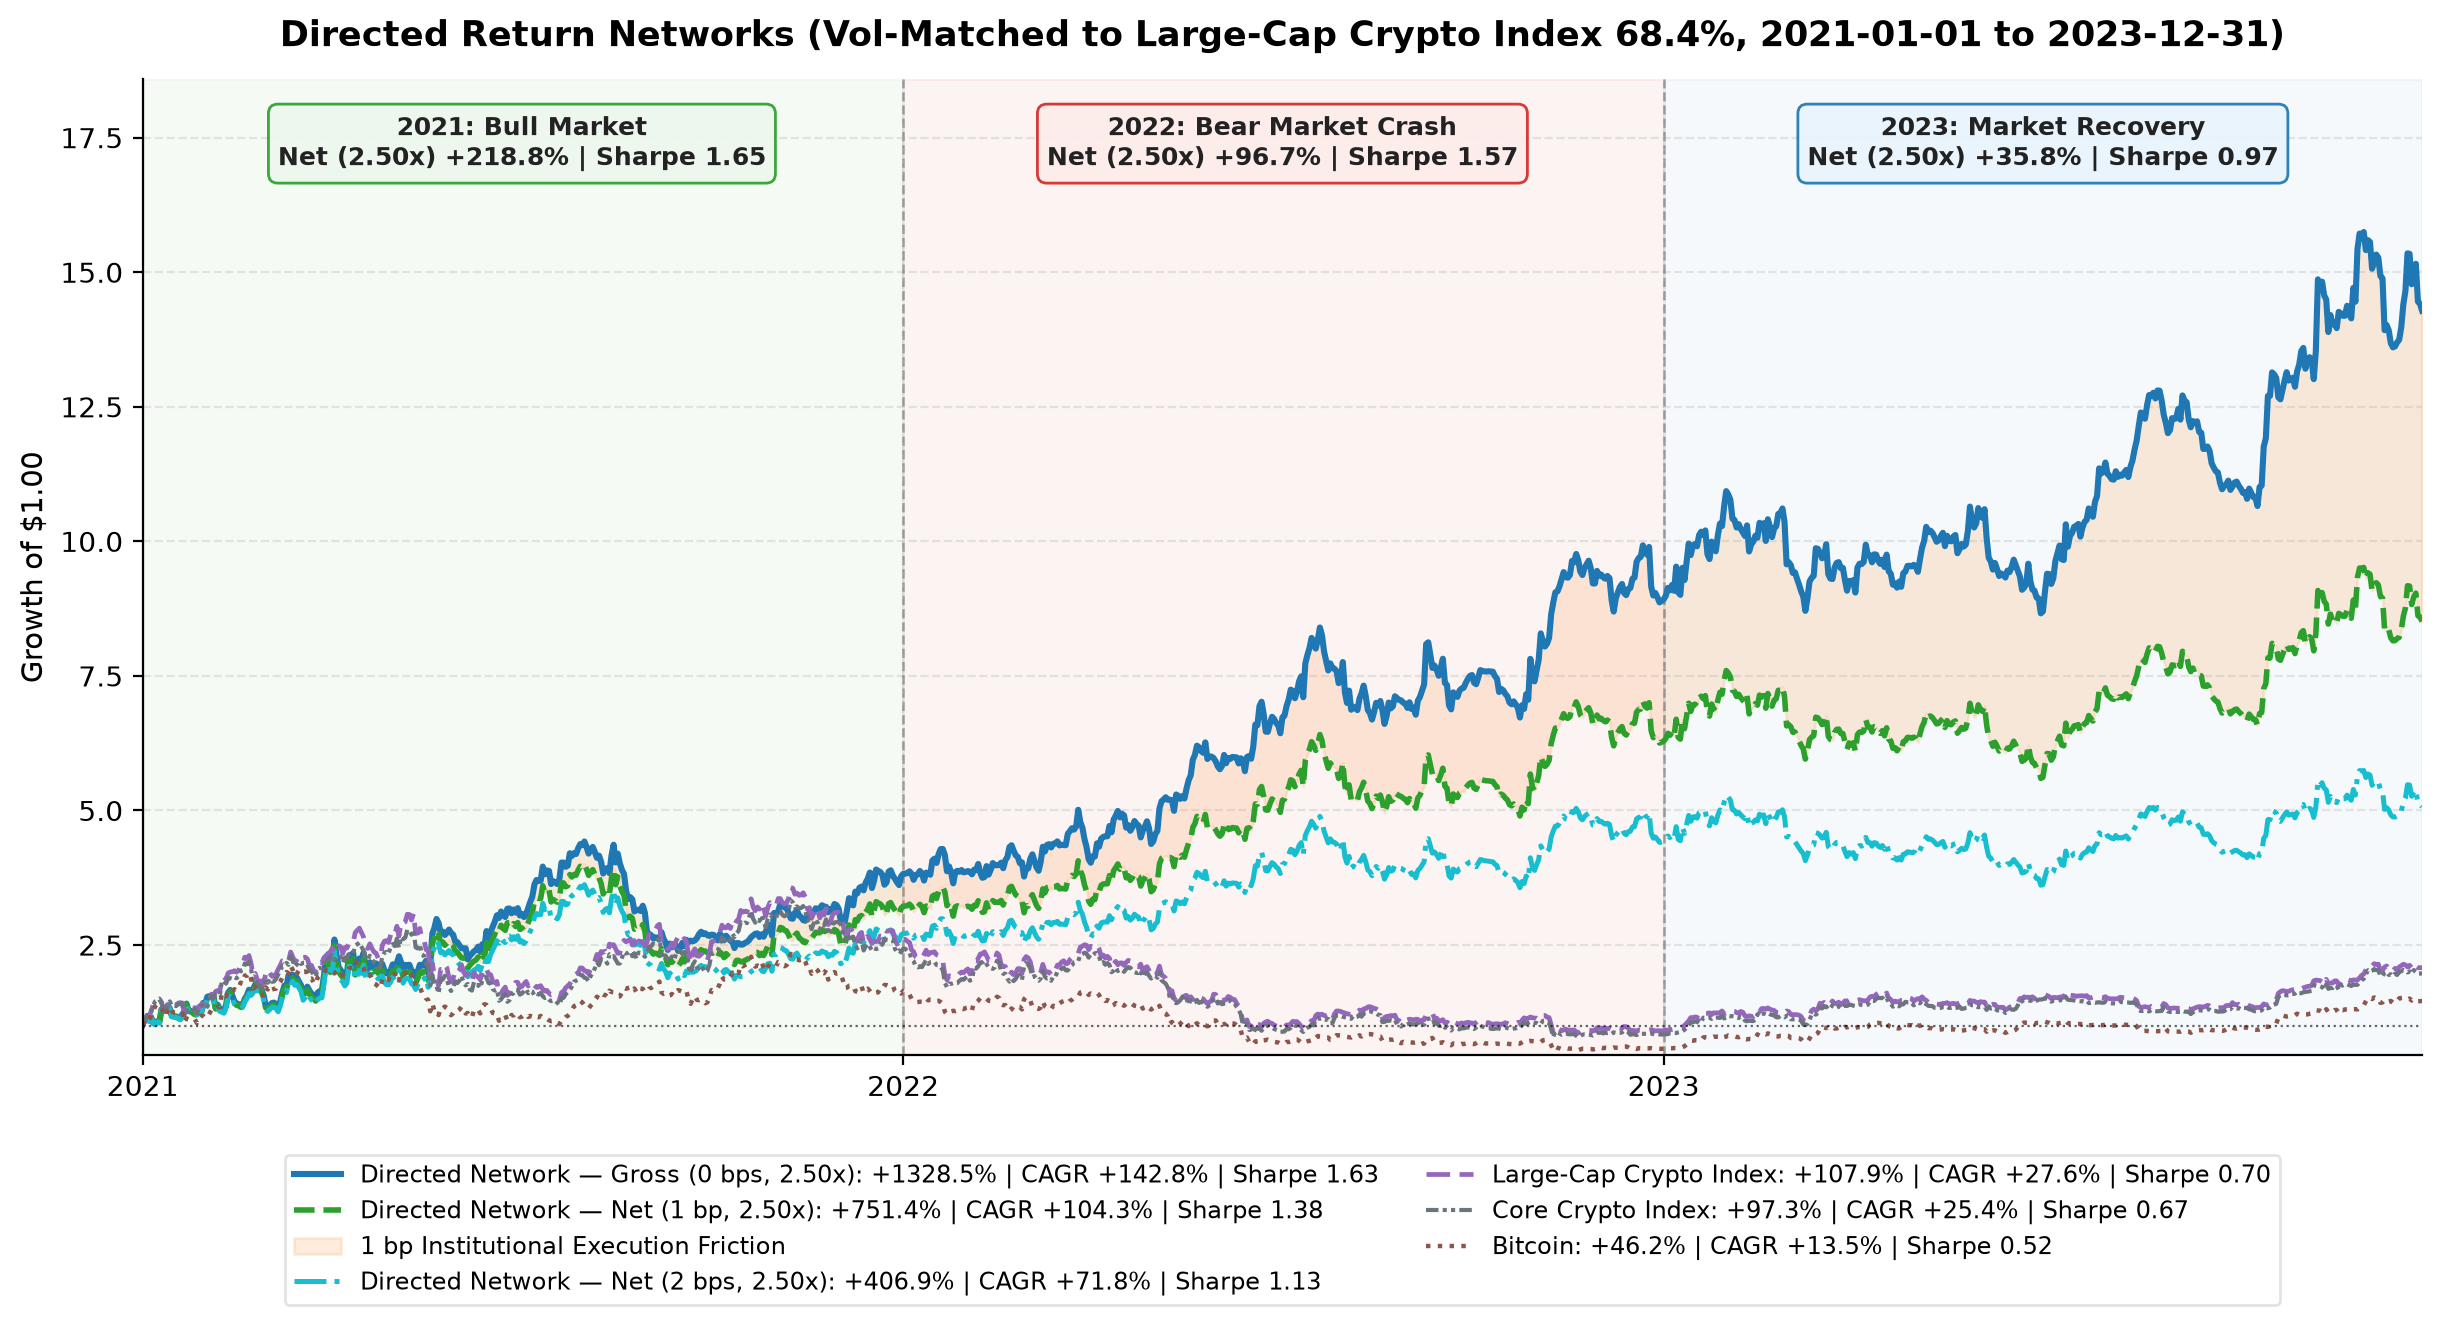 Directed Return Networks (Vol-Matched to Large-Cap Crypto Index 68.4%, 2021-01-01 to 2023-12-31)
2021: Bull Market
Net (2.50x) +218.8% | Sharpe 1.65
2022: Bear Market Crash
Net (2.50x) +96.7% | Sharpe 1.57
2023: Market Recovery
Net (2.50x) +35.8% | Sharpe 0.97
Growth of $1.00
17.5
15.0
12.5
10.0
7.5
5.0
2.5
2021
2022
2023
Directed Network — Gross (0 bps, 2.50x): +1328.5% | CAGR +142.8% | Sharpe 1.63
Directed Network — Net (1 bp, 2.50x): +751.4% | CAGR +104.3% | Sharpe 1.38
1 bp Institutional Execution Friction
Directed Network — Net (2 bps, 2.50x): +406.9% | CAGR +71.8% | Sharpe 1.13
Large-Cap Crypto Index: +107.9% | CAGR +27.6% | Sharpe 0.70
Core Crypto Index: +97.3% | CAGR +25.4% | Sharpe 0.67
Bitcoin: +46.2% | CAGR +13.5% | Sharpe 0.52